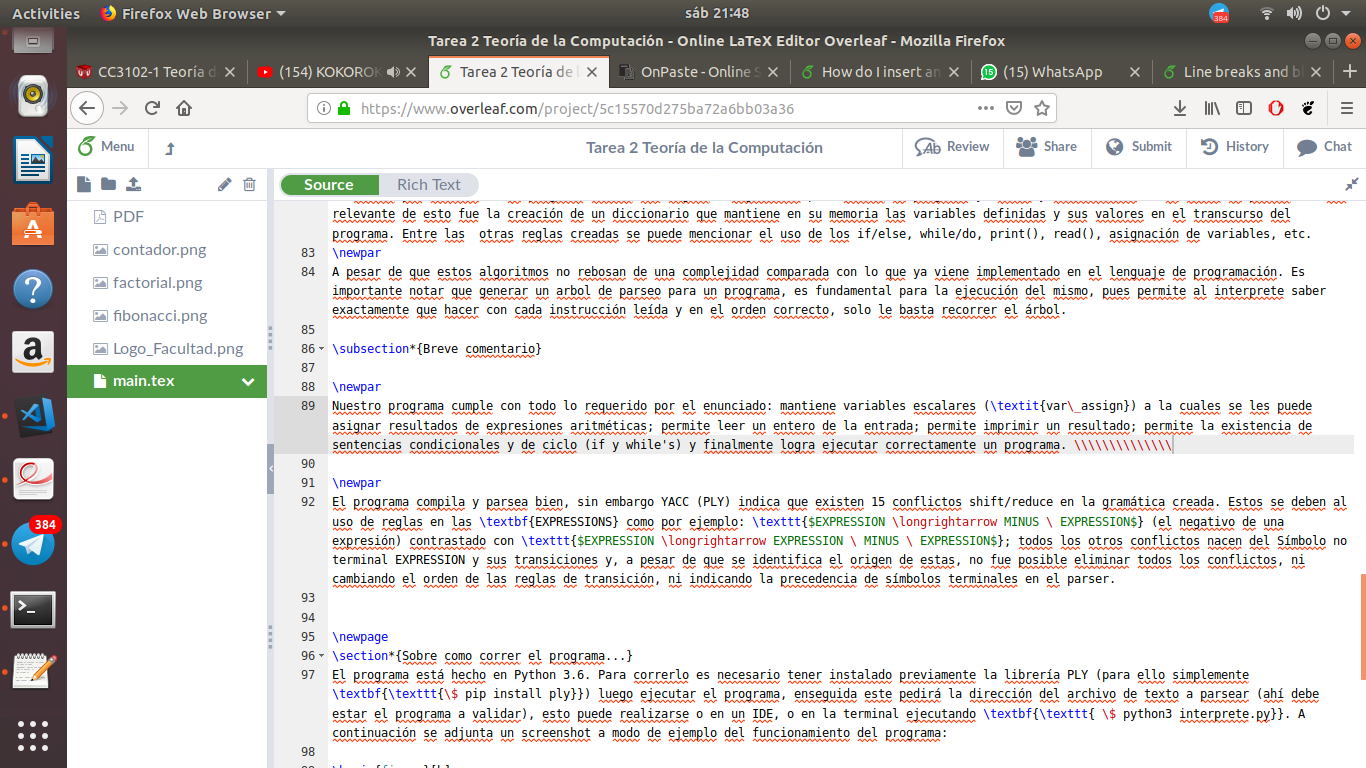 Activities Firefox Web Browser sáb 21:48 384
Tarea 2 Teoría de la Computación - Online LaTeX Editor Overleaf - Mozilla Firefox
CC3102-1 Teoría d (154) KOKOROK Tarea 2 Teoría de l OnPaste - Online S How do I insert an (15) WhatsApp Line breaks and bl
https://www.overleaf.com/project/5c15570d275ba72a6bb03a36
Menu Tarea 2 Teoría de la Computación Review Share Submit History Chat
Source Rich Text
PDF
contador.png
factorial.png
fibonacci.png
Logo_Facultad.png
main.tex
384
relevante de esto fue la creación de un diccionario que mantiene en su memoria las variables definidas y sus valores en el transcurso del
programa. Entre las  otras reglas creadas se puede mencionar el uso de los if/else, while/do, print(), read(), asignación de variables, etc.
83 \newpar
84 A pesar de que estos algoritmos no rebosan de una complejidad comparada con lo que ya viene implementado en el lenguaje de programación. Es
importante notar que generar un arbol de parseo para un programa, es fundamental para la ejecución del mismo, pues permite al interprete saber
exactamente que hacer con cada instrucción leída y en el orden correcto, solo le basta recorrer el árbol.
85
86 \subsection*{Breve comentario}
87
88 \newpar
89 Nuestro programa cumple con todo lo requerido por el enunciado: mantiene variables escalares (\textit{var\_assign}) a la cuales se les puede
asignar resultados de expresiones aritméticas; permite leer un entero de la entrada; permite imprimir un resultado; permite la existencia de
sentencias condicionales y de ciclo (if y while's) y finalmente logra ejecutar correctamente un programa. \\\\\\\\\\\\\\
90
91 \newpar
92 El programa compila y parsea bien, sin embargo YACC (PLY) indica que existen 15 conflictos shift/reduce en la gramática creada. Estos se deben al
uso de reglas en las \textbf{EXPRESSIONS} como por ejemplo: \texttt{$EXPRESSION \longrightarrow MINUS \ EXPRESSION$} (el negativo de una
expresión) contrastado con \texttt{$EXPRESSION \longrightarrow EXPRESSION \ MINUS \ EXPRESSION$}; todos los otros conflictos nacen del Símbolo no
terminal EXPRESSION y sus transiciones y, a pesar de que se identifica el origen de estas, no fue posible eliminar todos los conflictos, ni
cambiando el orden de las reglas de transición, ni indicando la precedencia de símbolos terminales en el parser.
93
94
95 \newpage
96 \section*{Sobre como correr el programa...}
97 El programa está hecho en Python 3.6. Para correrlo es necesario tener instalado previamente la librería PLY (para ello simplemente
\textbf{\texttt{\$ pip install ply}}) luego ejecutar el programa, enseguida este pedirá la dirección del archivo de texto a parsear (ahí debe
estar el programa a validar), esto puede realizarse o en un IDE, o en la terminal ejecutando \textbf{\texttt{ \$ python3 interprete.py}}. A
continuación se adjunta un screenshot a modo de ejemplo del funcionamiento del programa:
98